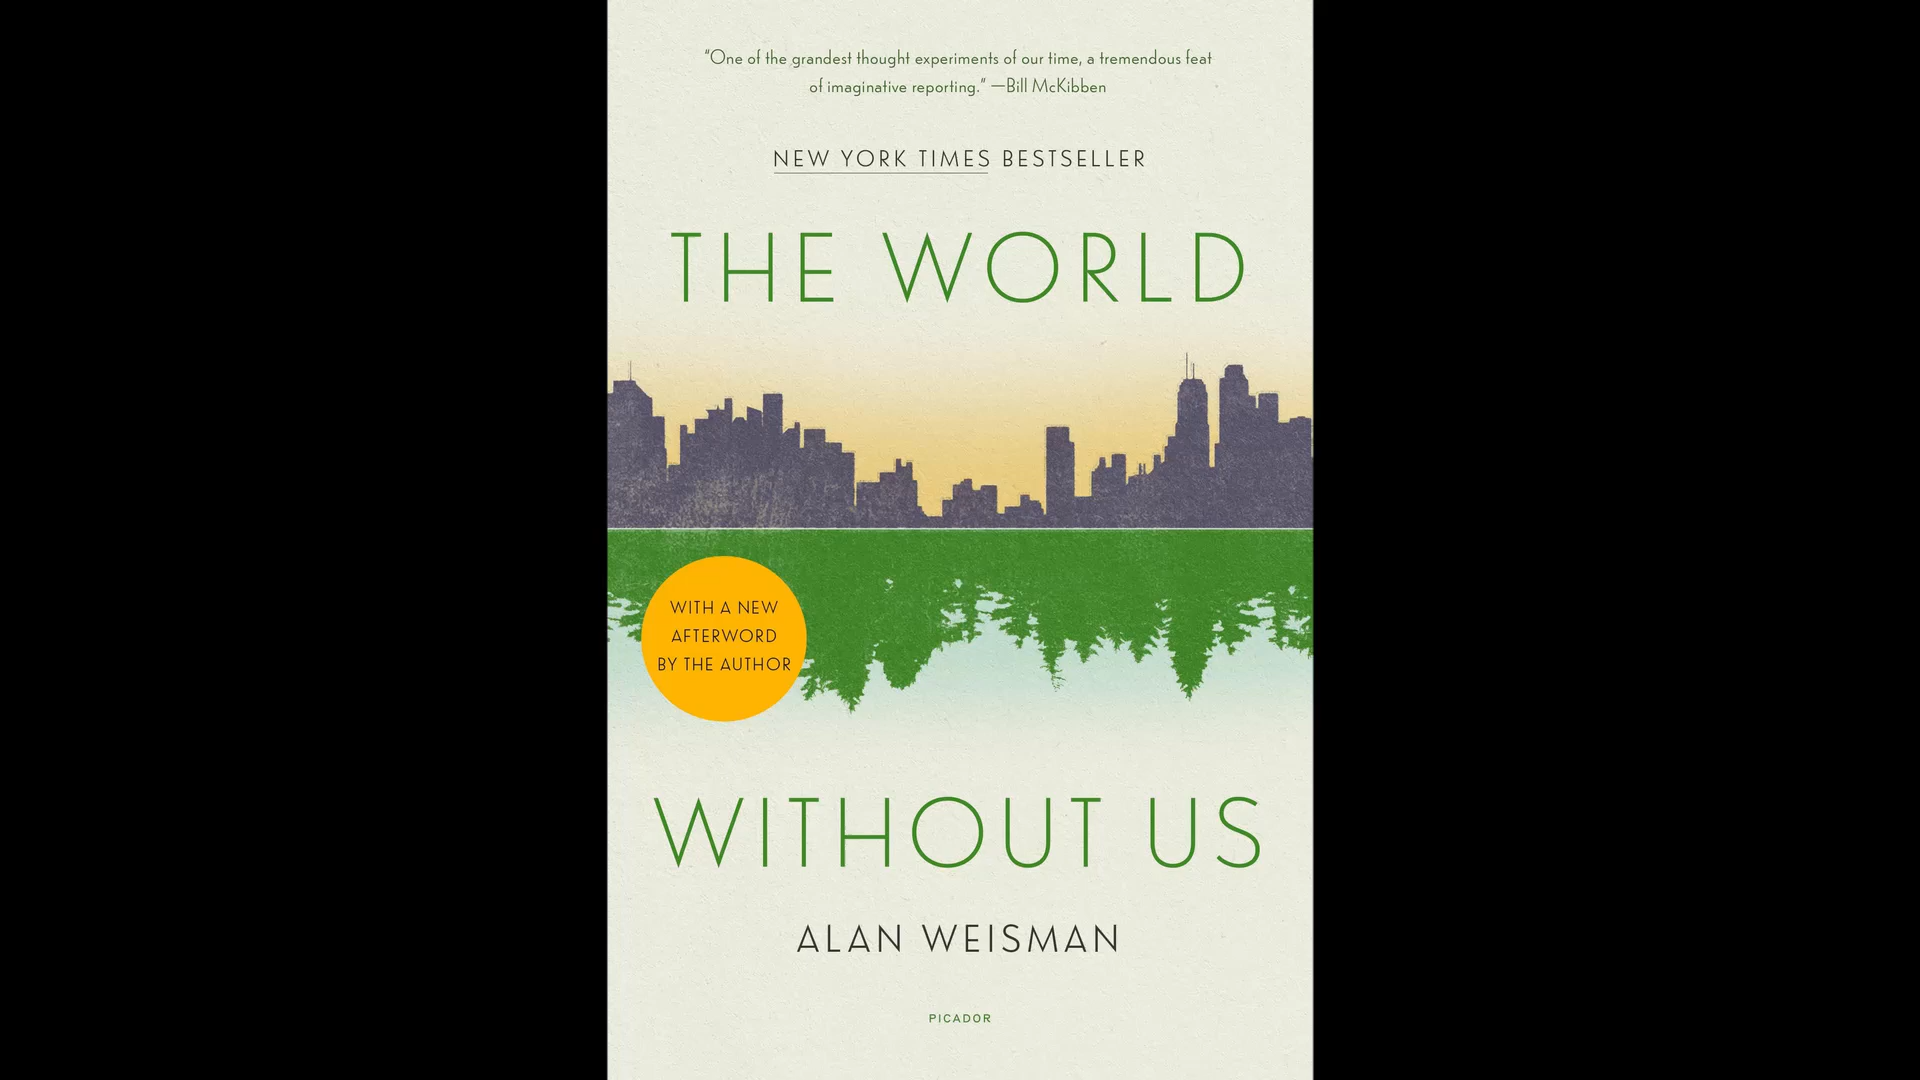 “One of the grandest thought experiments of our time, a tremendous feat
of imaginative reporting.” —Bill McKibben
NEW YORK TIMES BESTSELLER
THE WORLD
WITH A NEW
AFTERWORD
BY THE AUTHOR
WITHOUT US
ALAN WEISMAN
PICADOR